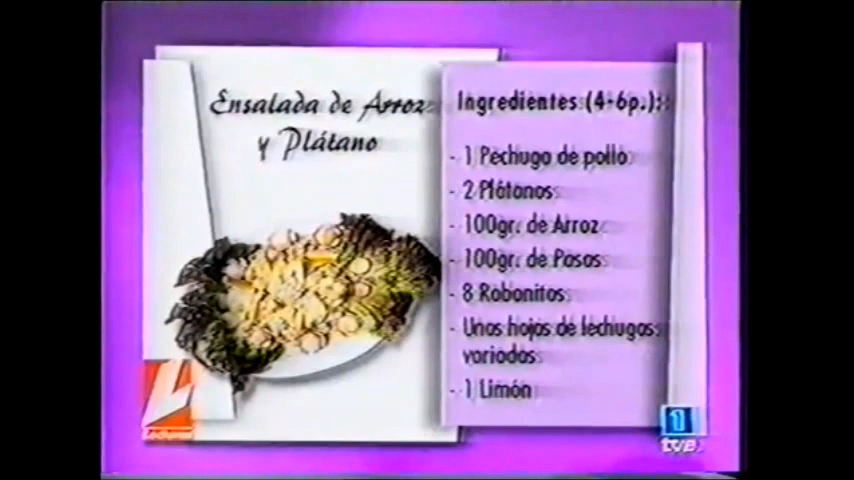 Ensalada de Arroz
y Plátano
Ingredientes (4-6p.):
- 1 Pechuga de pollo
- 2 Plátanos
- 100gr. de Arroz
- 100gr. de Pasas
- 8 Rabanitos
- Unas hojas de lechugas
variadas
- 1 Limón
1
tve